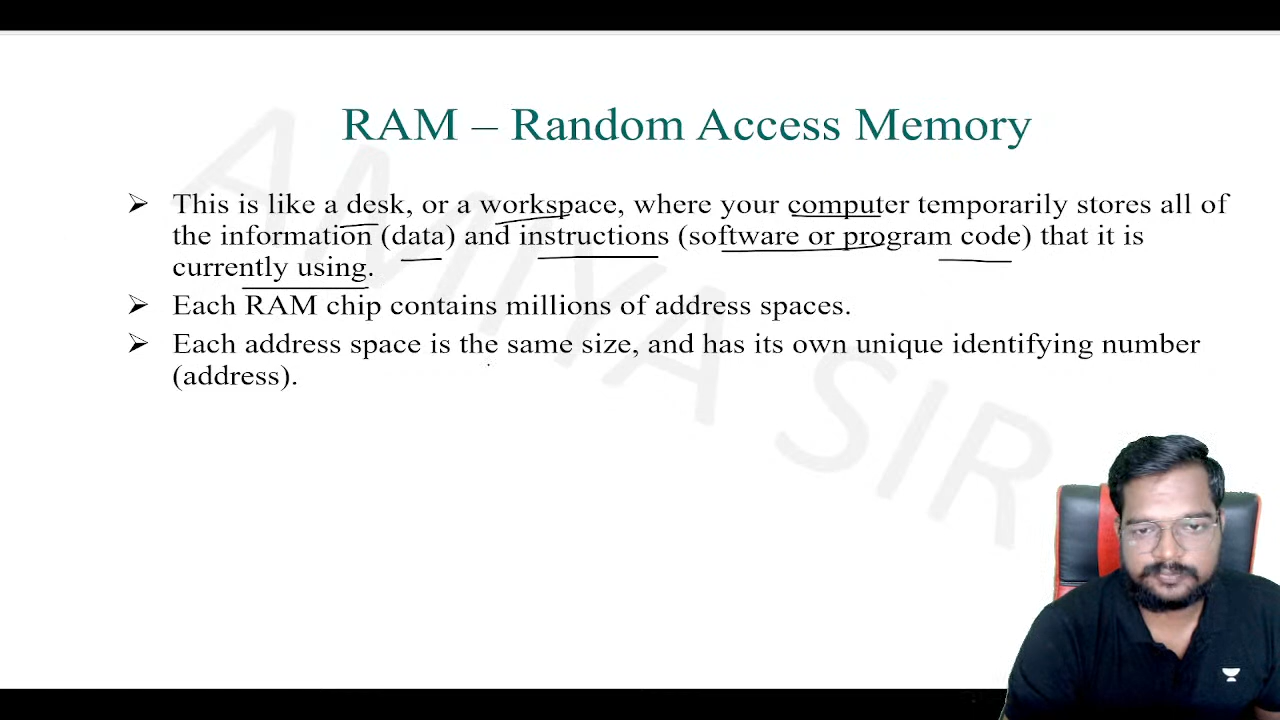 RAM – Random Access Memory
➢ This is like a desk, or a workspace, where your computer temporarily stores all of
the information (data) and instructions (software or program code) that it is
currently using.
➢ Each RAM chip contains millions of address spaces.
➢ Each address space is the same size, and has its own unique identifying number
(address).
AMIYA SIR